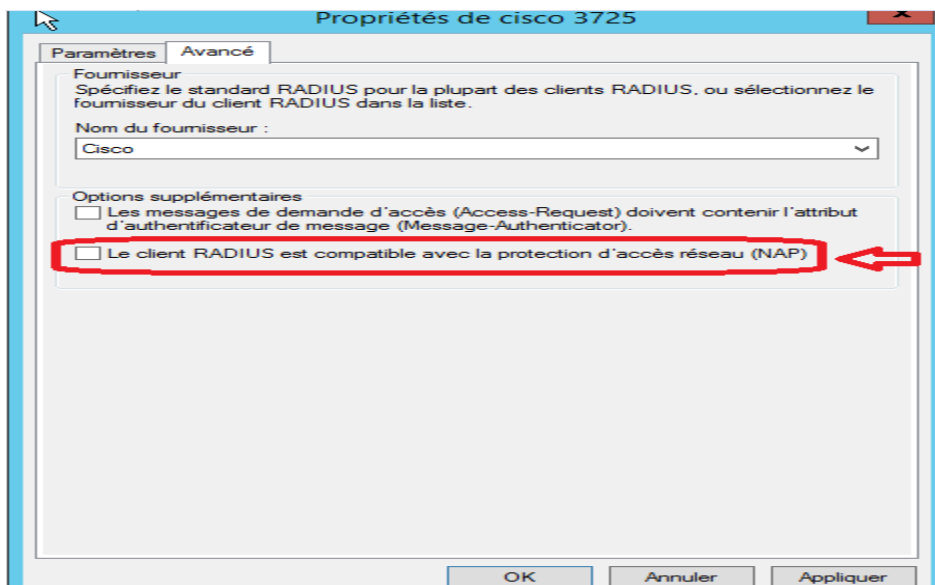 Propriétés de cisco 3725
x
Paramètres
Avancé
Fournisseur
Spécifiez le standard RADIUS pour la plupart des clients RADIUS, ou sélectionnez le
fournisseur du client RADIUS dans la liste.
Nom du fournisseur :
Cisco
Options supplémentaires
Les messages de demande d'accès (Access-Request) doivent contenir l'attribut
d'authentificateur de message (Message-Authenticator).
Le client RADIUS est compatible avec la protection d'accès réseau (NAP)
OK
Annuler
Appliquer